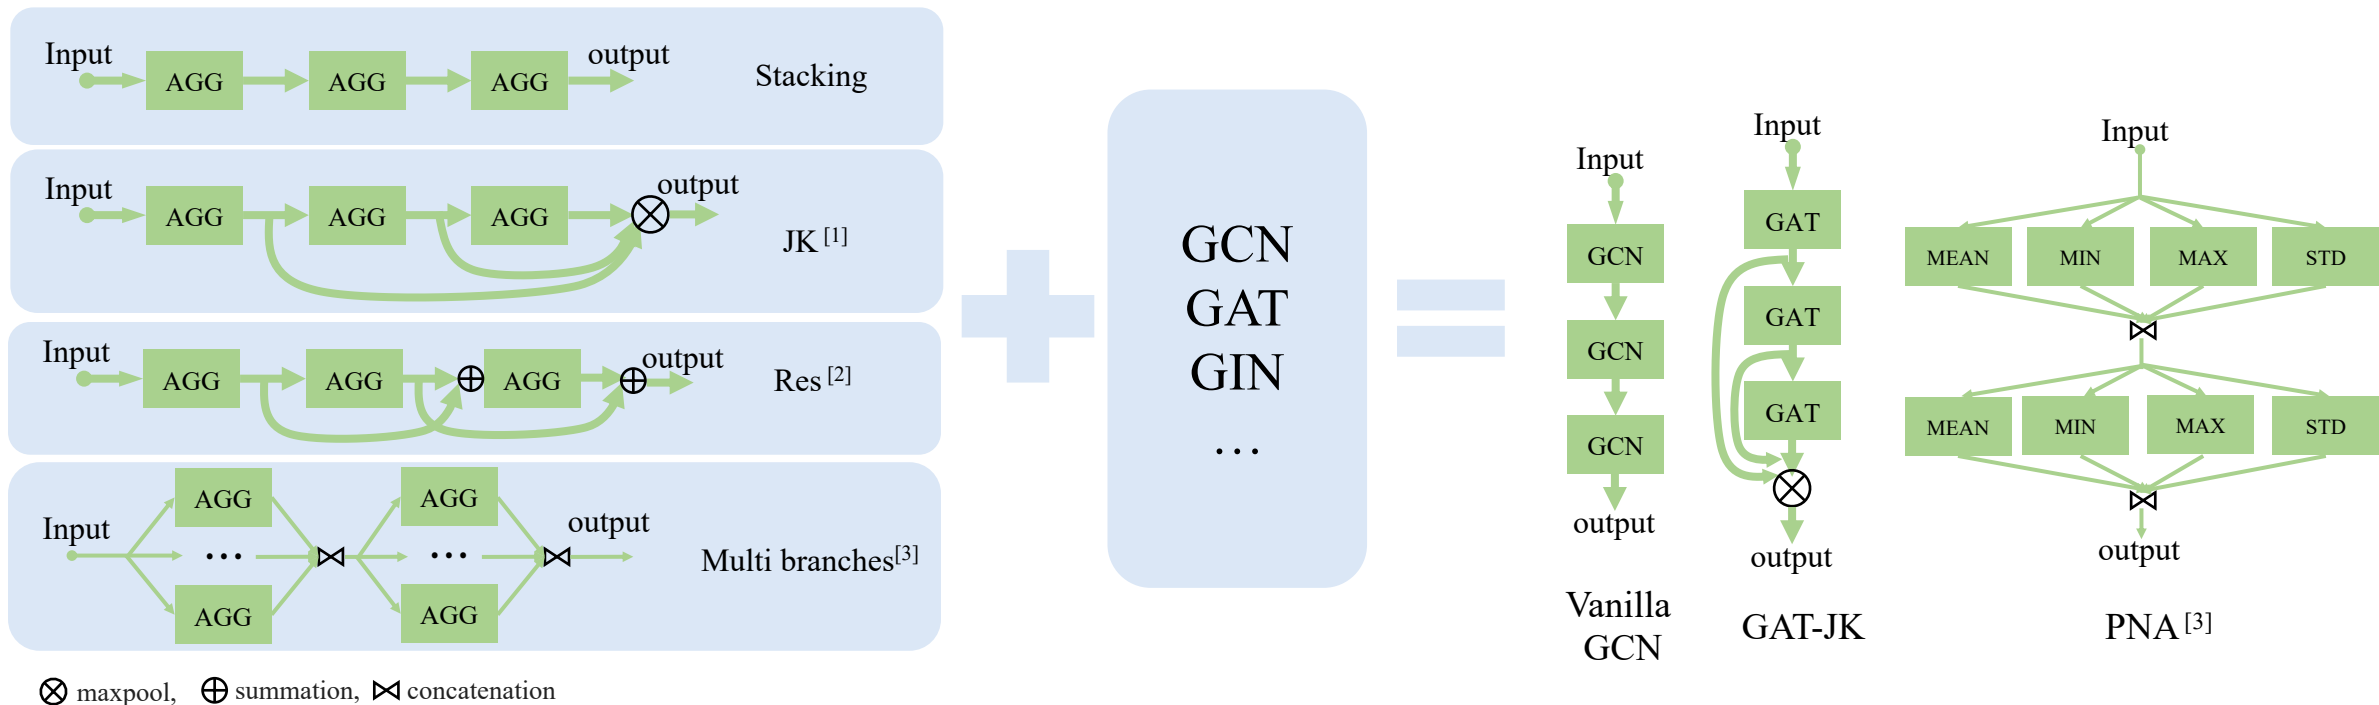 Input
AGG
AGG
AGG
output
Stacking
Input
AGG
AGG
AGG
output
JK [1]
Input
AGG
AGG
AGG
output
Res [2]
Input
AGG
...
AGG
AGG
...
AGG
output
Multi branches[3]
maxpool, summation, concatenation
GCN
GAT
GIN
...
Input
GCN
GCN
GCN
output
Vanilla
GCN
Input
GAT
GAT
GAT
output
GAT-JK
Input
MEAN MIN MAX STD
MEAN MIN MAX STD
output
PNA [3]